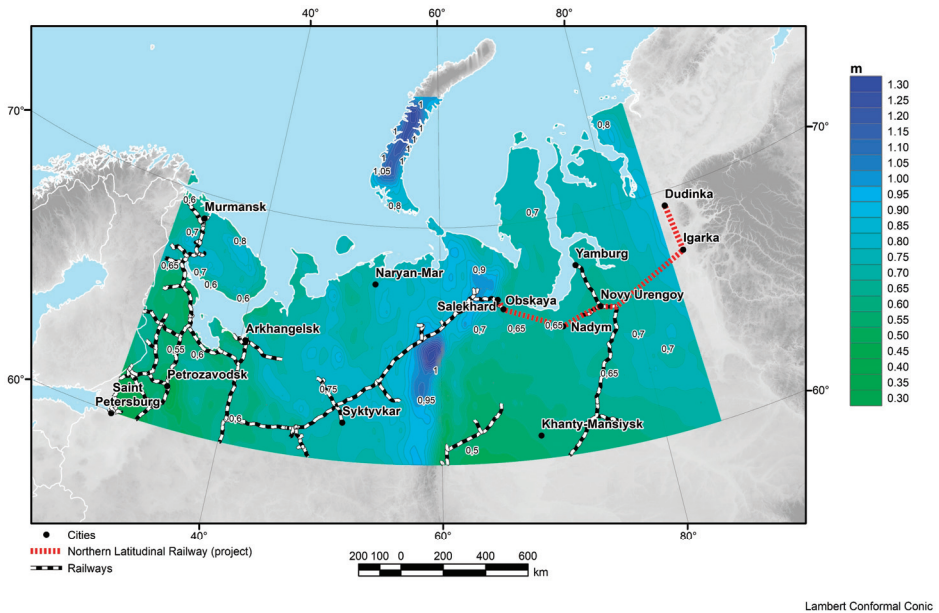 40°
60°
80°
m
70°
70°
1.30
1.25
1.20
1.15
1.10
1.05
1.00
0.95
0.90
0.85
0.80
0.75
0.70
0.65
0.60
0.55
0.50
0.45
0.40
0.35
0.30
1
1
1
1
1,05
0,8
0,8
0,6
Murmansk
0,7
0,8
0,65
0,7
0,6
0,6
0,7
Dudinka
Igarka
Yamburg
Naryan-Mar
0,9
Obskaya
Salekhard
Novy Urengoy
0,7
0,65
0,65
Nadym
0,7
0,7
Arkhangelsk
0,55
0,6
Petrozavodsk
1
0,65
60°
60°
Saint
Petersburg
0,75
0,95
Syktyvkar
0,6
Khanty-Mansiysk
0,5
40°
60°
80°
Cities
Northern Latitudinal Railway (project)
Railways
200 100 0 200 400 600
km
Lambert Conformal Conic